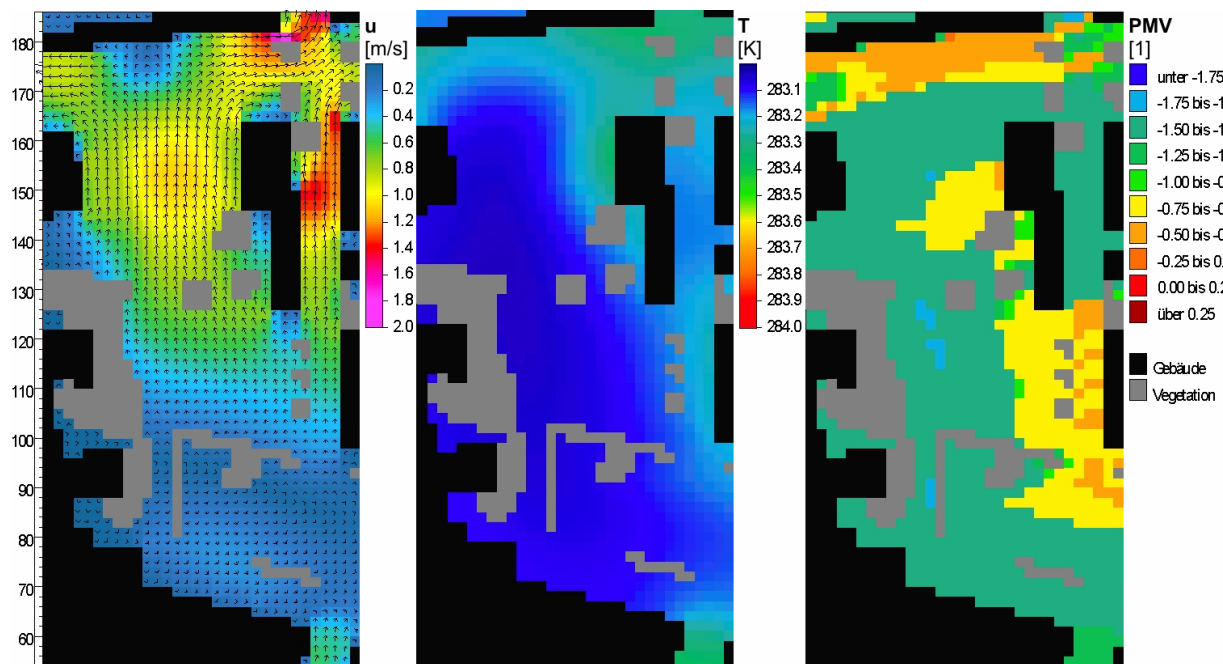 u
[m/s]
0.2
0.4
0.6
0.8
1.0
1.2
1.4
1.6
1.8
2.0
180
170
160
150
140
130
120
110
100
90
80
70
60
T
[K]
283.1
283.2
283.3
283.4
283.5
283.6
283.7
283.8
283.9
284.0
PMV
[1]
unter -1.75
-1.75 bis -1
-1.50 bis -1
-1.25 bis -1
-1.00 bis -0
-0.75 bis -0
-0.50 bis -0
-0.25 bis 0.
0.00 bis 0.2
über 0.25
Gebäude
Vegetation